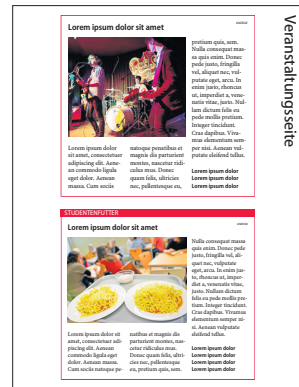 Veranstaltungsseite
ANZEIGE
Lorem ipsum dolor sit amet
Lorem ipsum dolor
sit amet, consectetuer
adipiscing elit. Aene-
an commodo ligula
eget dolor. Aenean
massa. Cum sociis
natoque penatibus et
magnis dis parturient
montes, nascetur ridi-
culus mus. Donec
quam felis, ultricies
nec, pellentesque eu,
pretium quis, sem.
Nulla consequat mas-
sa quis enim. Donec
pede justo, fringilla
vel, aliquet nec, vul-
putate eget, arcu. In
enim justo, rhoncus
ut, imperdiet a, vene-
natis vitae, justo. Nul-
lam dictum felis eu
pede mollis pretium.
Integer tincidunt.
Cras dapibus. Viva-
mus elementum sem-
per nisi. Aenean vul-
putate eleifend tellus.
Lorem ipsum dolor
Lorem ipsum dolor
Lorem ipsum dolor
STUDENTENFUTTER
ANZEIGE
Lorem ipsum dolor sit amet
Lorem ipsum dolor sit
amet, consectetuer adi-
piscing elit. Aenean
commodo ligula eget
dolor. Aenean massa.
Cum sociis natoque pe-
natibus et magnis dis
parturient montes, nas-
cetur ridiculus mus.
Donec quam felis, ultri-
cies nec, pellentesque
eu, pretium quis, sem.
Nulla consequat massa
quis enim. Donec pede
justo, fringilla vel, ali-
quet nec, vulputate
eget, arcu. In enim jus-
to, rhoncus ut, imper-
diet a, venenatis vitae,
justo. Nullam dictum
felis eu pede mollis pre-
tium. Integer tincidunt.
Cras dapibus. Vivamus
elementum semper ni-
si. Aenean vulputate
eleifend tellus.
Lorem ipsum dolor
Lorem ipsum dolor
Lorem ipsum dolor